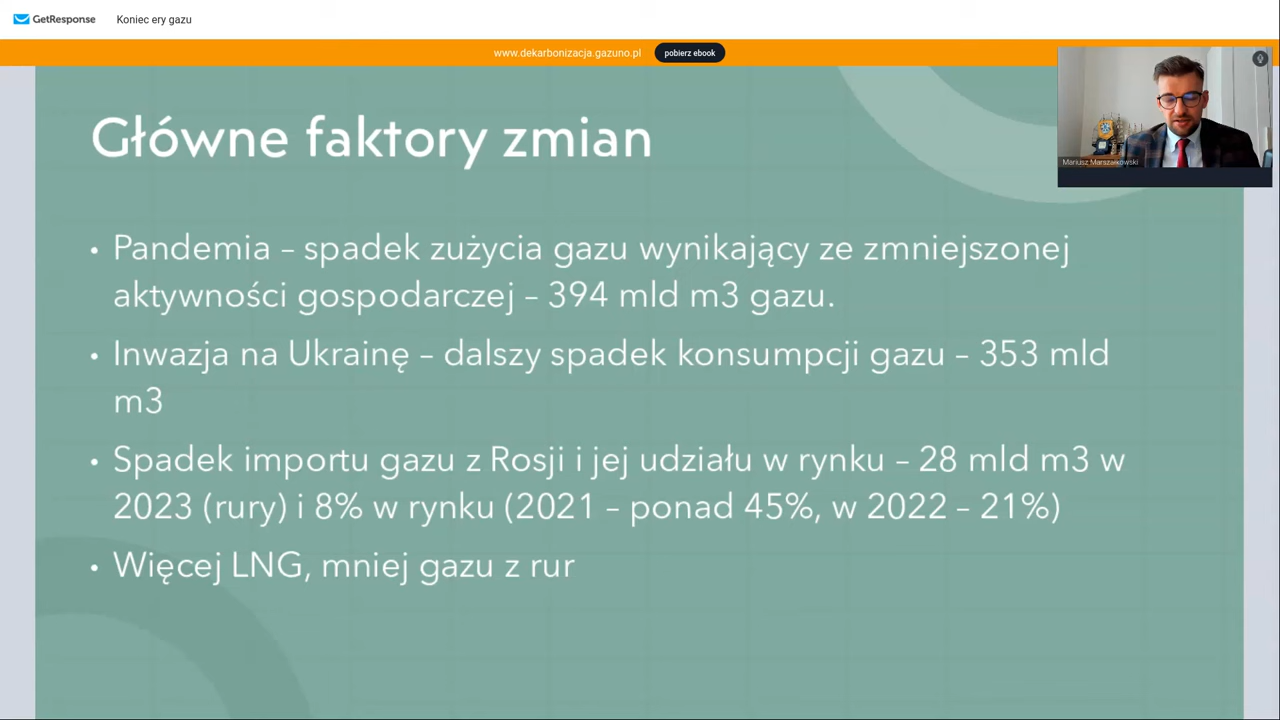 GetResponse
Koniec ery gazu
www.dekarbonizacja.gazuno.pl
pobierz ebook
Mariusz Marszałkowski
Główne faktory zmian
• Pandemia – spadek zużycia gazu wynikający ze zmniejszonej
aktywności gospodarczej – 394 mld m3 gazu.
• Inwazja na Ukrainę – dalszy spadek konsumpcji gazu – 353 mld
m3
• Spadek importu gazu z Rosji i jej udziału w rynku – 28 mld m3 w
2023 (rury) i 8% w rynku (2021 – ponad 45%, w 2022 – 21%)
• Więcej LNG, mniej gazu z rur